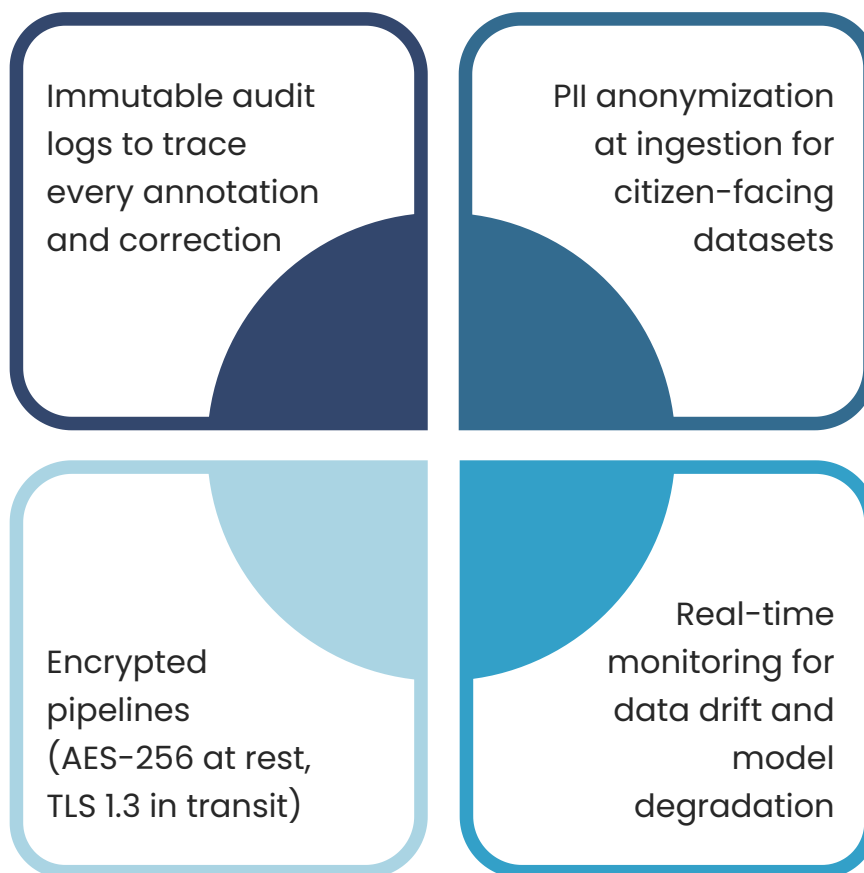 Immutable audit
logs to trace
every annotation
and correction
PII anonymization
at ingestion for
citizen-facing
datasets
Encrypted
pipelines
(AES-256 at rest,
TLS 1.3 in transit)
Real-time
monitoring for
data drift and
model
degradation